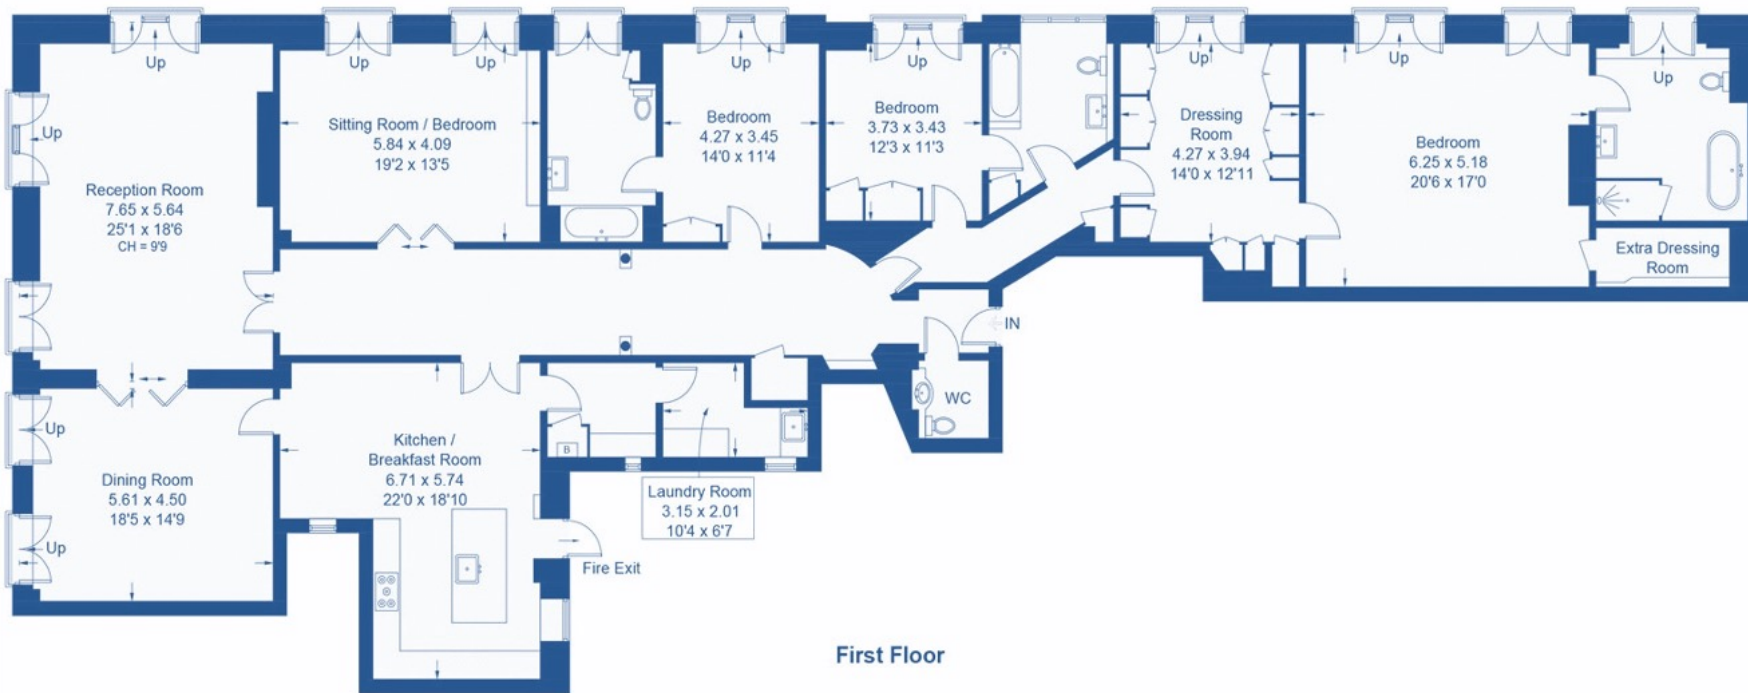 Up
Up
Up
Up
Up
Up
Up
Up
Up
Reception Room
7.65 x 5.64
25'1 x 18'6
CH = 9'9
Sitting Room / Bedroom
5.84 x 4.09
19'2 x 13'5
Bedroom
4.27 x 3.45
14'0 x 11'4
Bedroom
3.73 x 3.43
12'3 x 11'3
Dressing
Room
4.27 x 3.94
14'0 x 12'11
Bedroom
6.25 x 5.18
20'6 x 17'0
Extra Dressing
Room
IN
WC
Dining Room
5.61 x 4.50
18'5 x 14'9
Up
Up
Kitchen /
Breakfast Room
6.71 x 5.74
22'0 x 18'10
B
Laundry Room
3.15 x 2.01
10'4 x 6'7
Fire Exit
First Floor